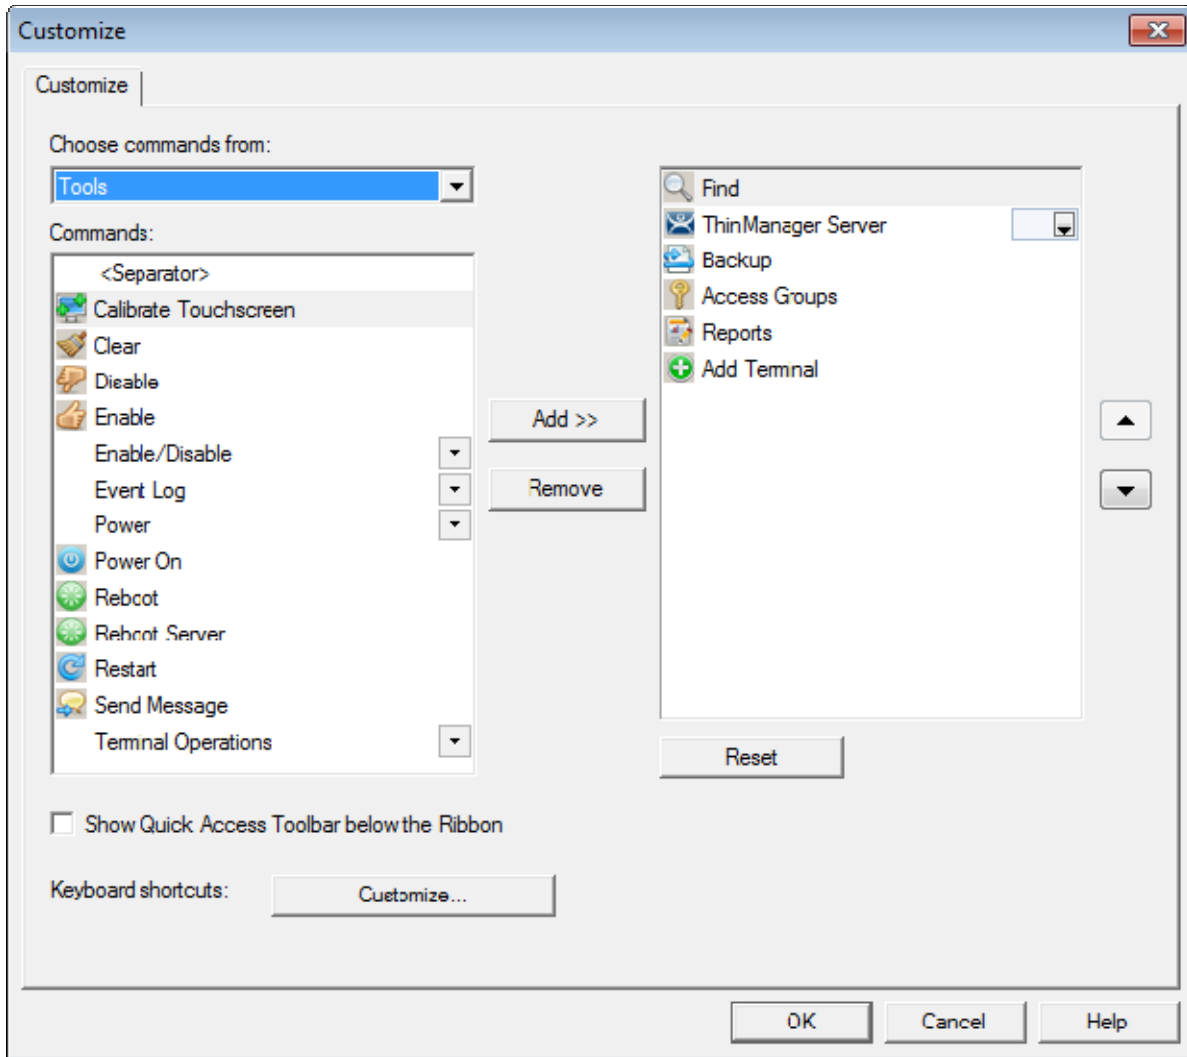 Customize
Customize
Choose commands from:
Tools
Commands:
<Separator>
Calibrate Touchscreen
Clear
Disable
Enable
Enable/Disable
Event Log
Power
Power On
Reboot
Reboot Server
Restart
Send Message
Terminal Operations
Add >>
Remove
Find
ThinManager Server
Backup
Access Groups
Reports
Add Terminal
Reset
Show Quick Access Toolbar below the Ribbon
Keyboard shortcuts:
Customize...
OK
Cancel
Help